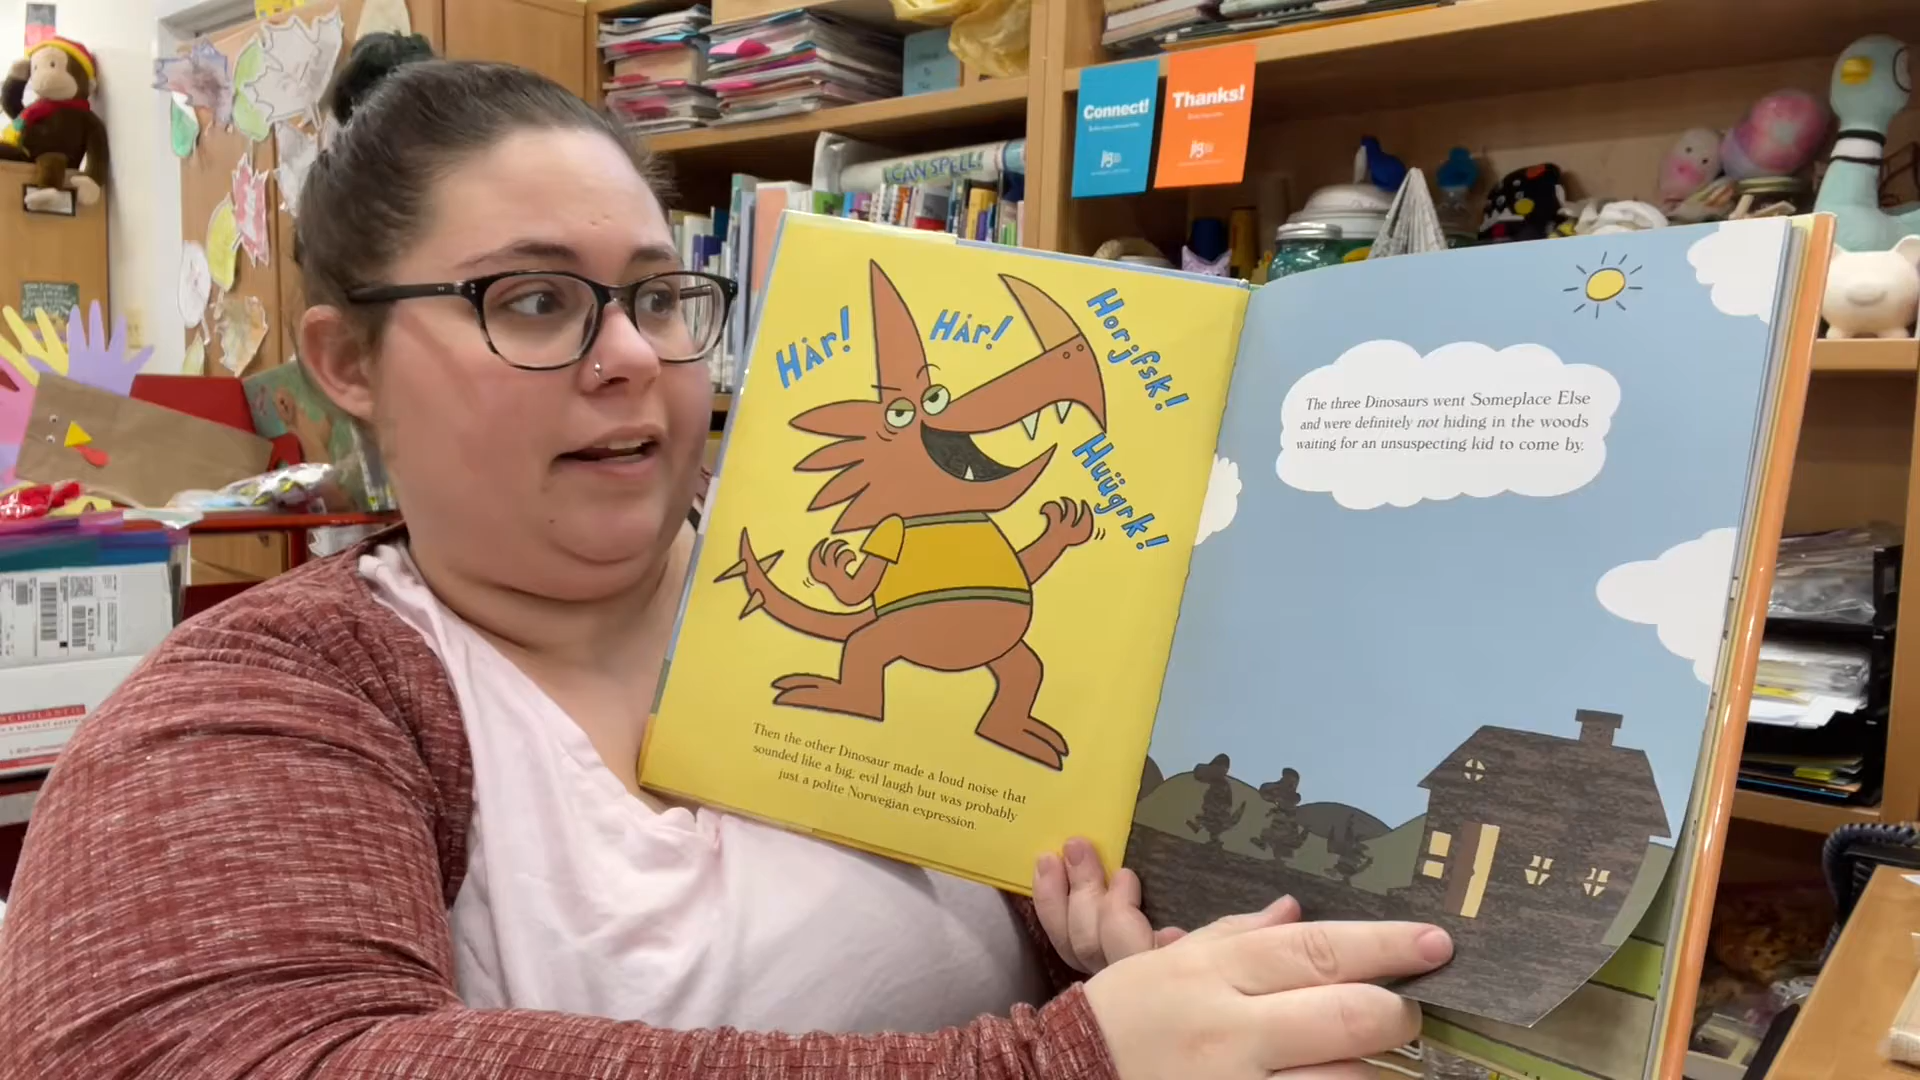 Connect!
Thanks!
I CAN SPELL!
HÅr!
HÅr!
Horjfsk!
Huügrk!
Then the other Dinosaur made a loud noise that
sounded like a big, evil laugh but was probably
just a polite Norwegian expression.
The three Dinosaurs went Someplace Else
and were definitely not hiding in the woods
waiting for an unsuspecting kid to come by.
SCHOLASTIC